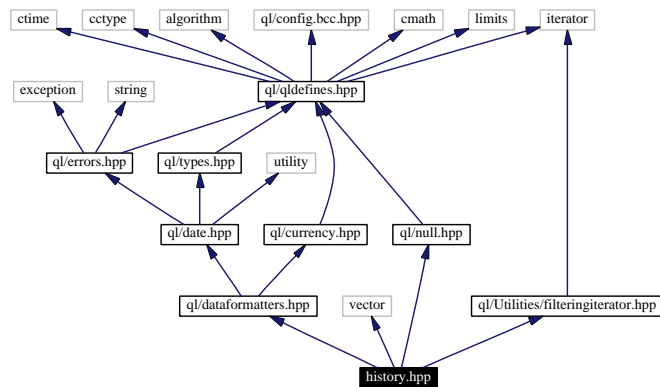 ctime
cctype
algorithm
ql/config.bcc.hpp
cmath
limits
iterator
exception
string
ql/qldefines.hpp
ql/errors.hpp
ql/types.hpp
utility
ql/date.hpp
ql/currency.hpp
ql/null.hpp
ql/dataformatters.hpp
vector
ql/Utilities/filteringiterator.hpp
history.hpp